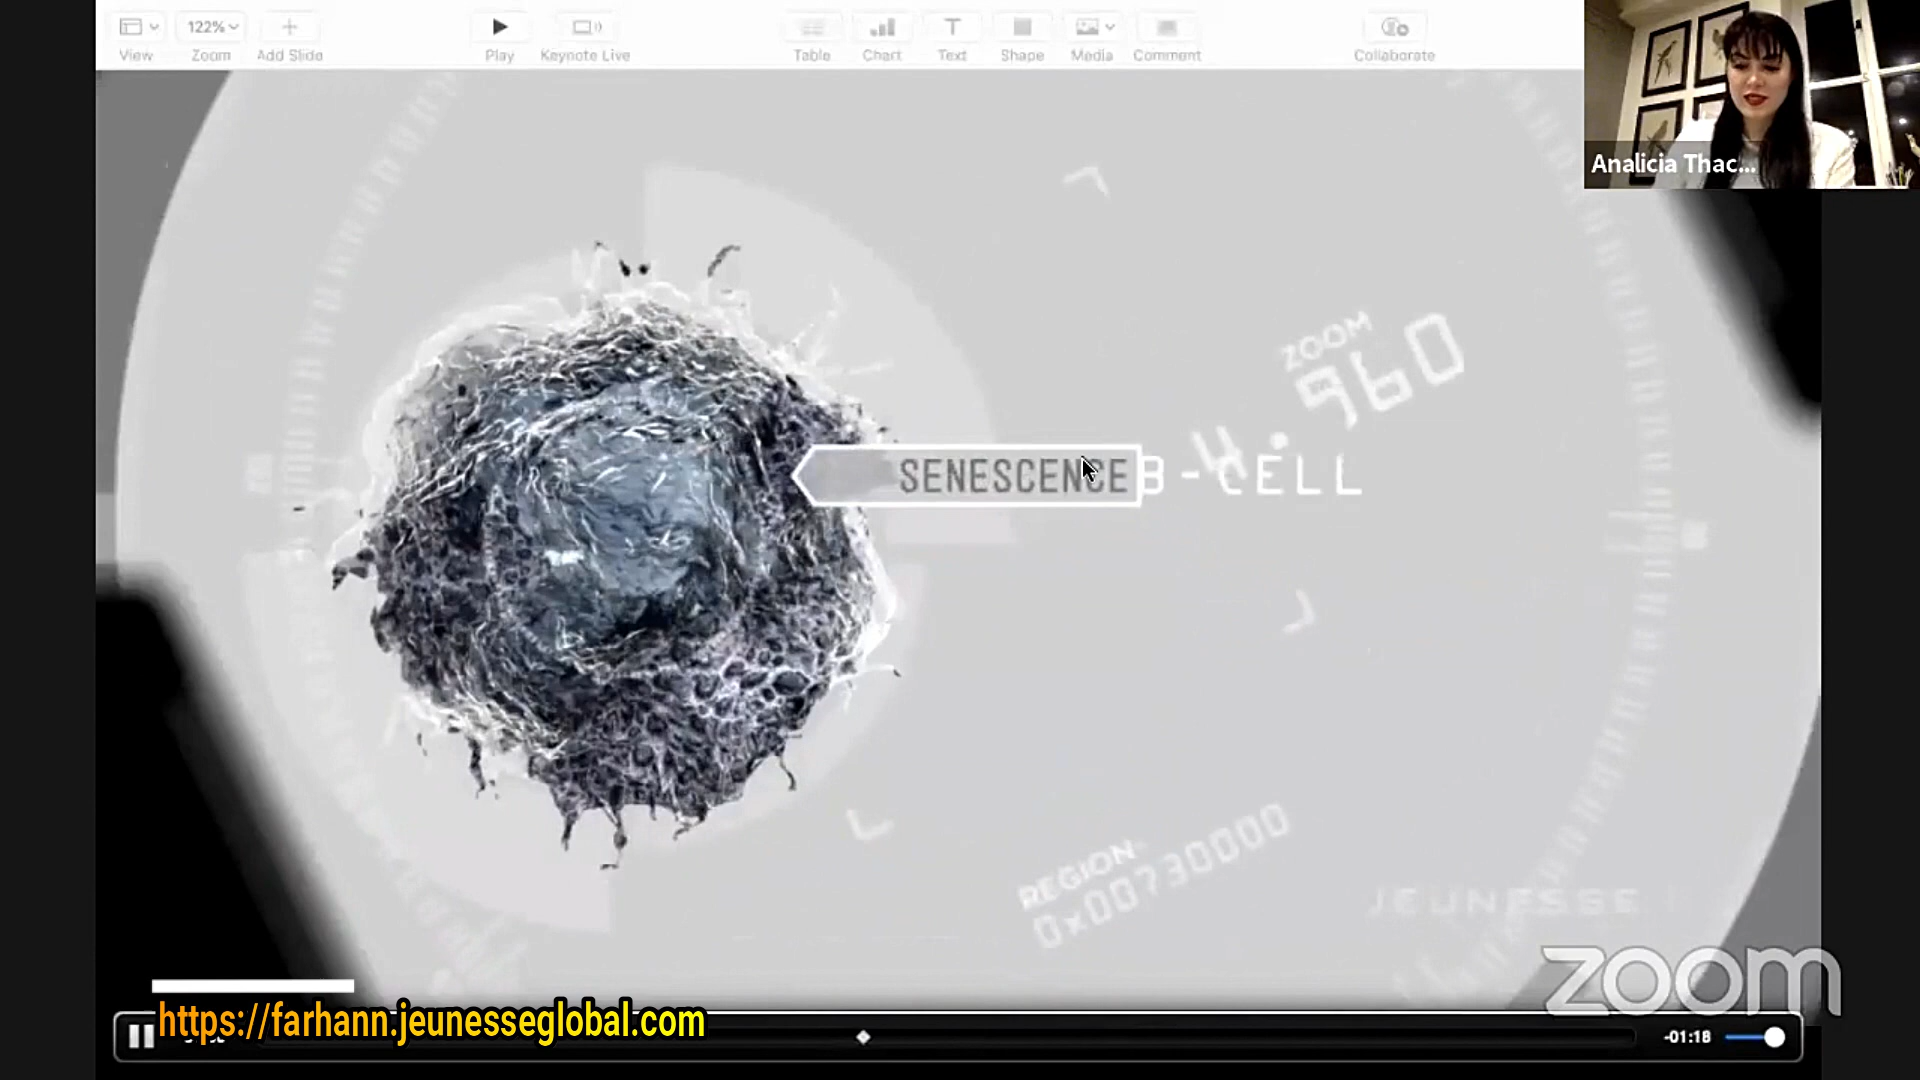 122%
View Zoom Add Slide Play Keynote Live Table Chart Text Shape Media Comment Collaborate
Analicia Thac...
ZOOM
960
SENESCENCE B-CELL
REGION
0x00730000
JEUNESSE
zoom
https://farhann.jeunesseglobal.com
-01:18